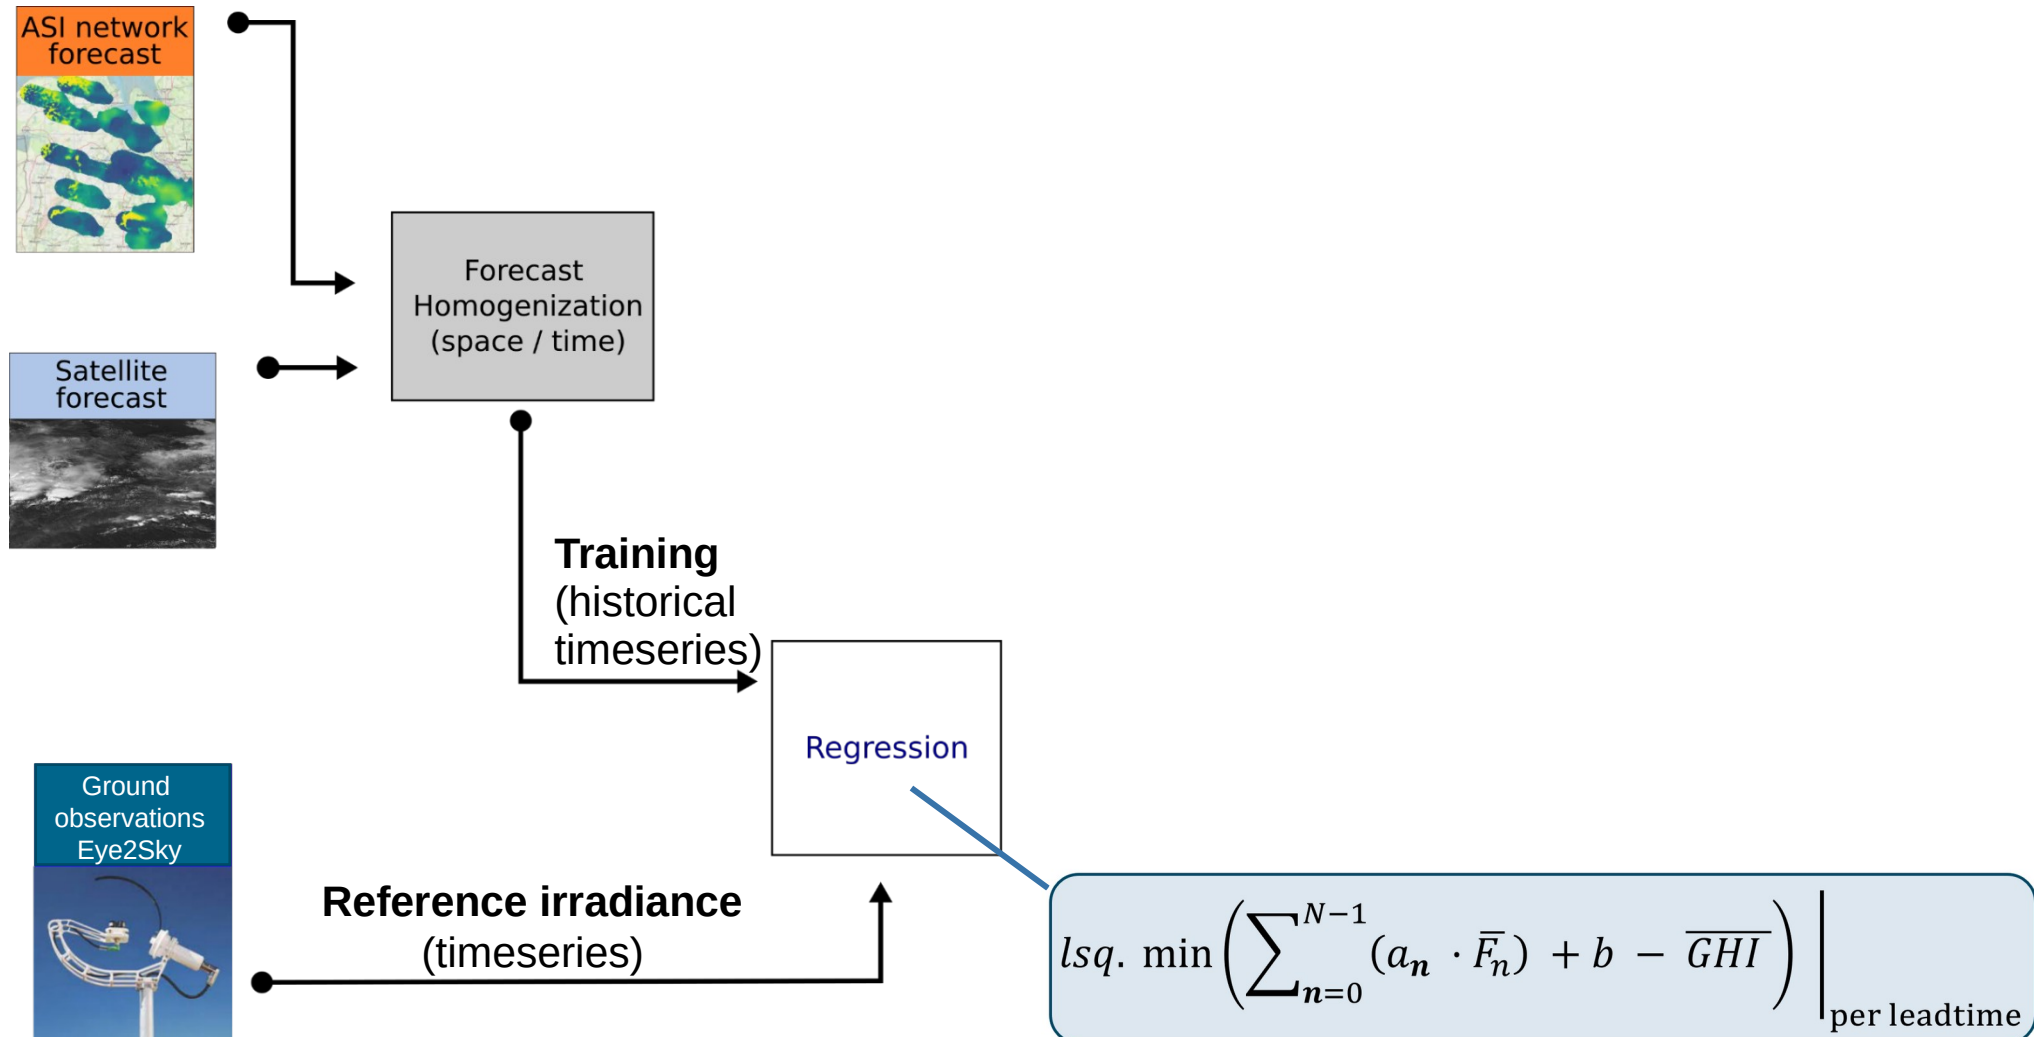 ASI network
forecast
Forecast
Homogenization
(space / time)
Satellite
forecast
Training
(historical
timeseries)
Regression
Ground
observations
Eye2Sky
Reference irradiance
(timeseries)
lsq. min(∑_{n=0}^{N−1}(a_n · F̅_n) + b − \overline{GHI})|_{per leadtime}